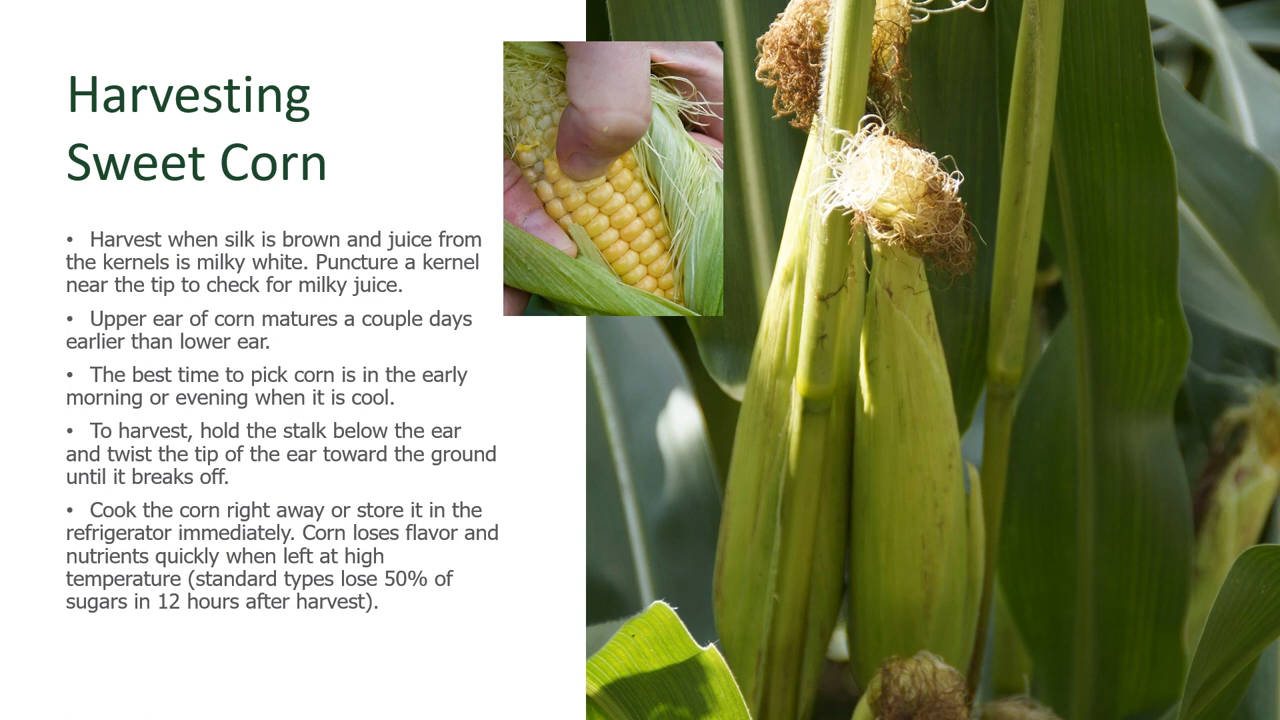 Harvesting
Sweet Corn
• Harvest when silk is brown and juice from
the kernels is milky white. Puncture a kernel
near the tip to check for milky juice.
• Upper ear of corn matures a couple days
earlier than lower ear.
• The best time to pick corn is in the early
morning or evening when it is cool.
• To harvest, hold the stalk below the ear
and twist the tip of the ear toward the ground
until it breaks off.
• Cook the corn right away or store it in the
refrigerator immediately. Corn loses flavor and
nutrients quickly when left at high
temperature (standard types lose 50% of
sugars in 12 hours after harvest).